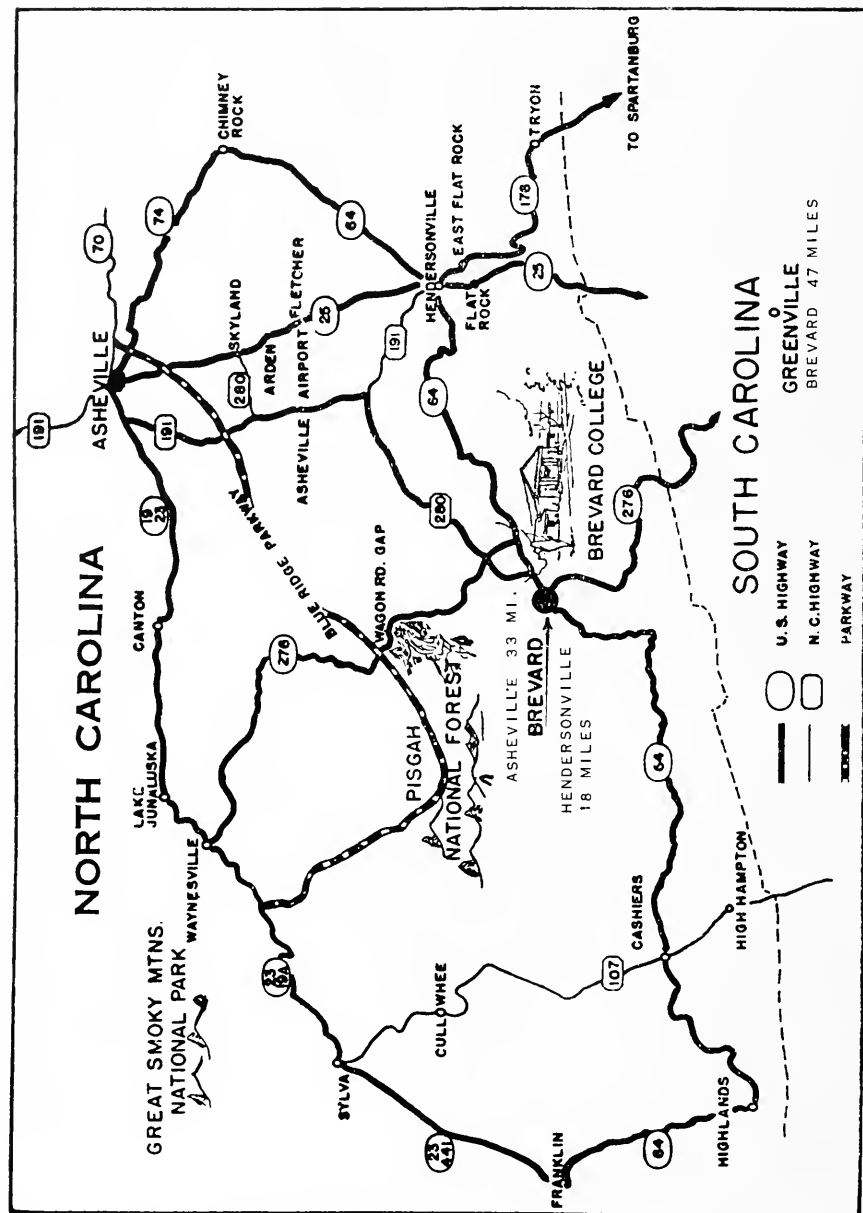 NORTH CAROLINA
GREAT SMOKY MTNS.
NATIONAL PARK
WAYNESVILLE
LAKE
JUNALUSKA
CANTON
19
23
ASHEVILLE
191
70
74
CHIMNEY
ROCK
64
191
SKYLAND
280
ARDEN
FLETCHER
25
ASHEVILLE AIRPORT
BLUE RIDGE PARKWAY
276
WAGON RD. GAP
PISGAH
NATIONAL FOREST
23
19A
SYLVA
CULLOWHEE
23
441
FRANKLIN
64
HIGHLANDS
107
CASHIERS
HIGH HAMPTON
64
ASHEVILLE 33 MI.
BREVARD
HENDERSONVILLE
18 MILES
280
64
191
HENDERSONVILLE
EAST FLAT ROCK
FLAT
ROCK
178
TRYON
25
TO SPARTANBURG
BREVARD COLLEGE
276
SOUTH CAROLINA
GREENVILLE
BREVARD 47 MILES
U.S. HIGHWAY
N.C. HIGHWAY
PARKWAY